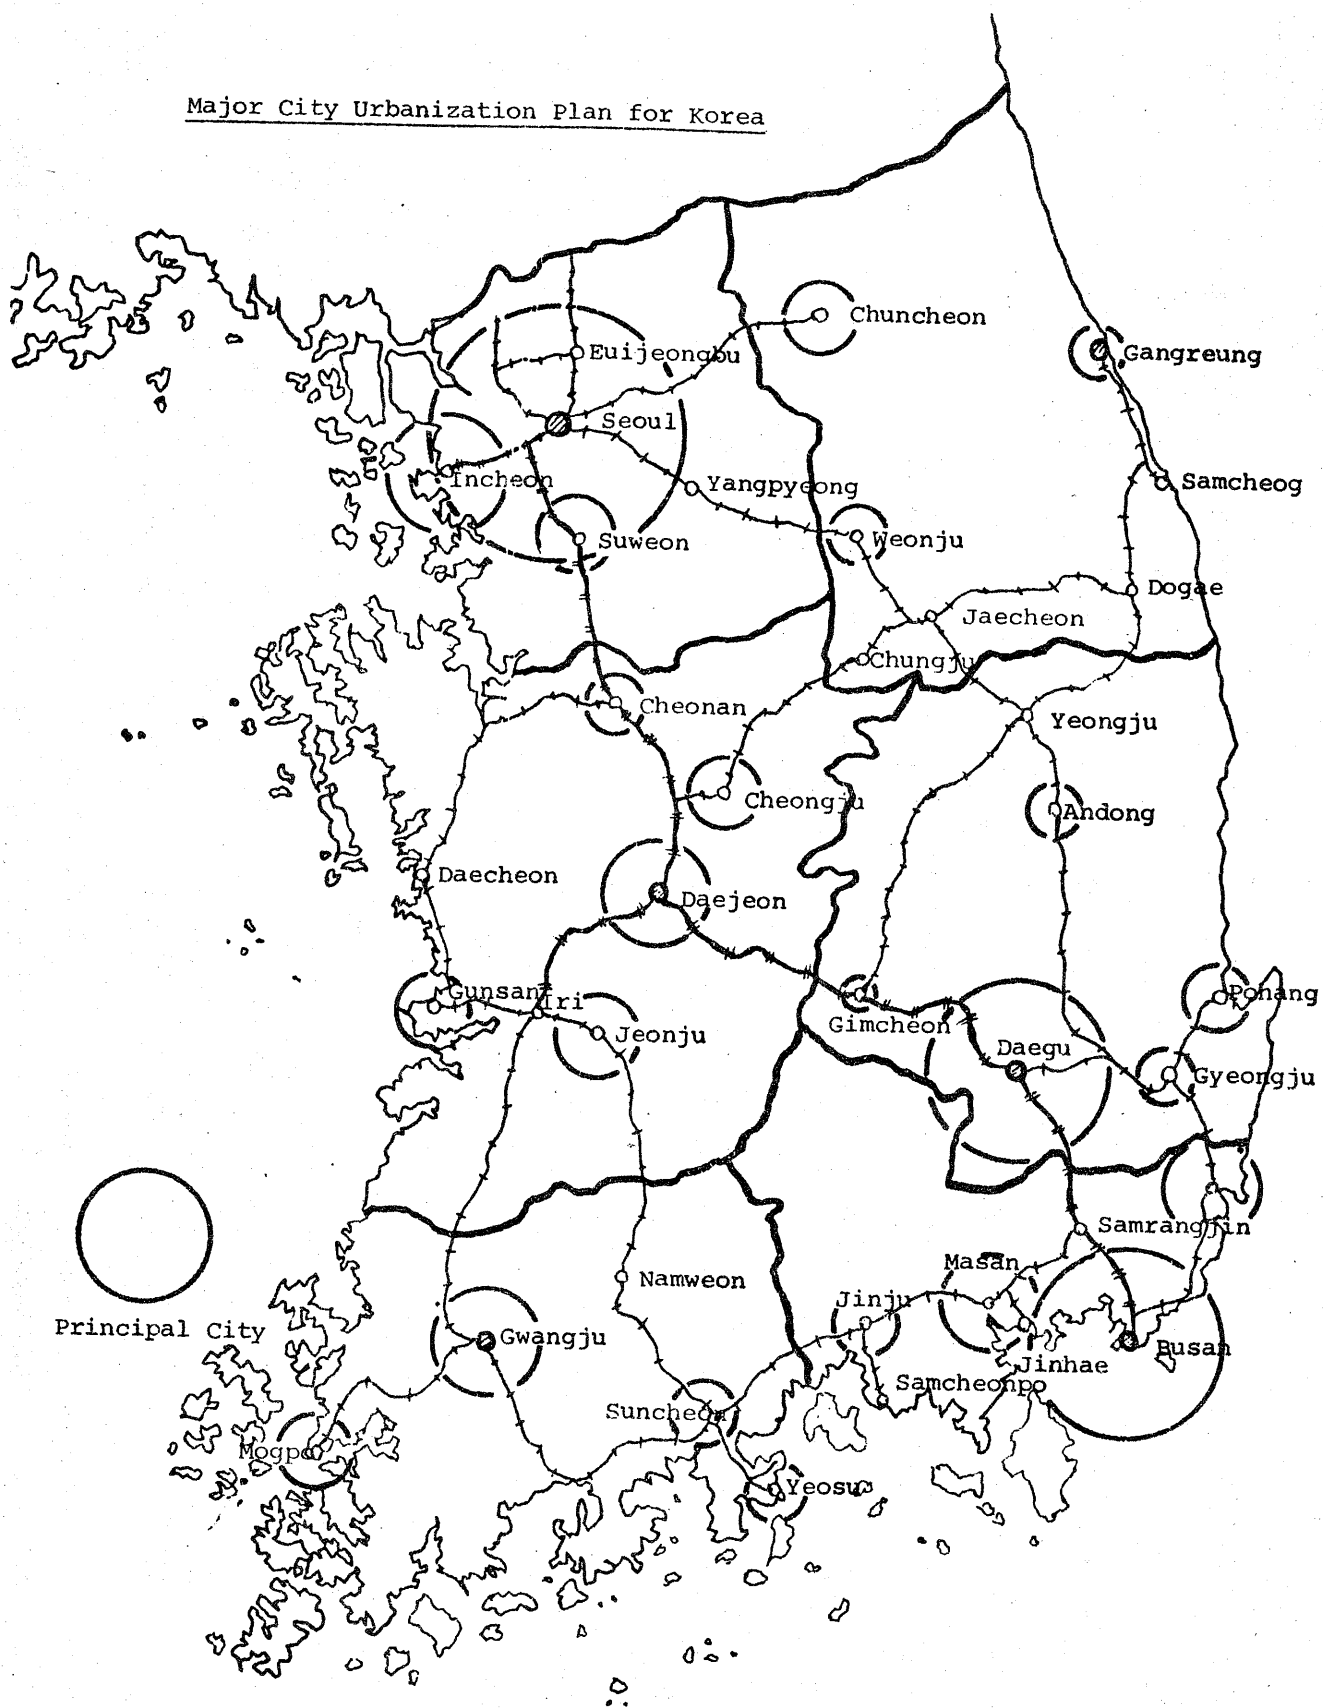 Major City Urbanization Plan for Korea
Chuncheon
Euijeongbu
Gangreung
Seoul
Incheon
Yangpyeong
Samcheog
Suweon
Weonju
Dogae
Jaecheon
Chungju
Cheonan
Yeongju
Cheongju
Andong
Daecheon
Daejeon
Gunsan
Iri
Pohang
Gimcheon
Jeonju
Daegu
Gyeongju
Samrangjin
Masan
Namweon
Jinju
Principal City
Gwangju
Busan
Jinhae
Samcheonpo
Suncheon
Mogpo
Yeosu